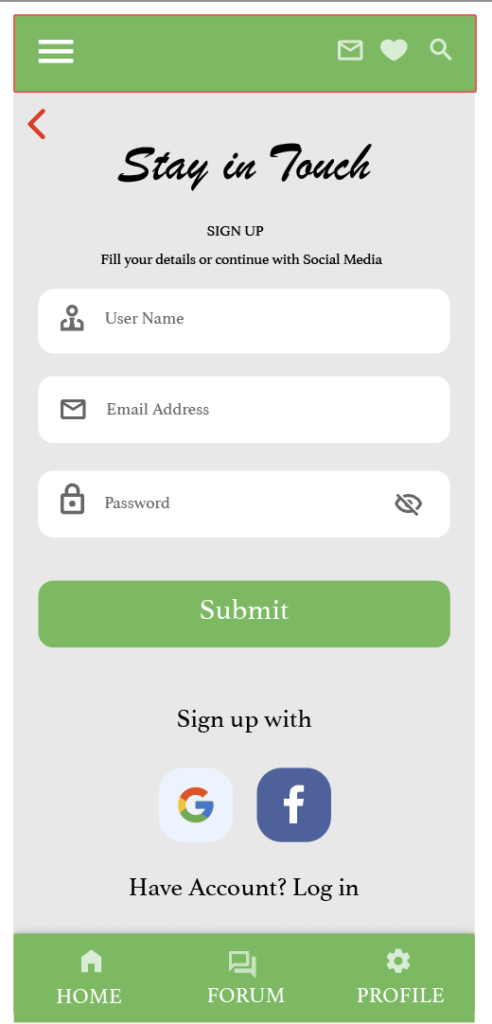 Stay in Touch
SIGN UP
Fill your details or continue with Social Media
User Name
Email Address
Password
Submit
Sign up with
G f
Have Account? Log in
HOME FORUM PROFILE